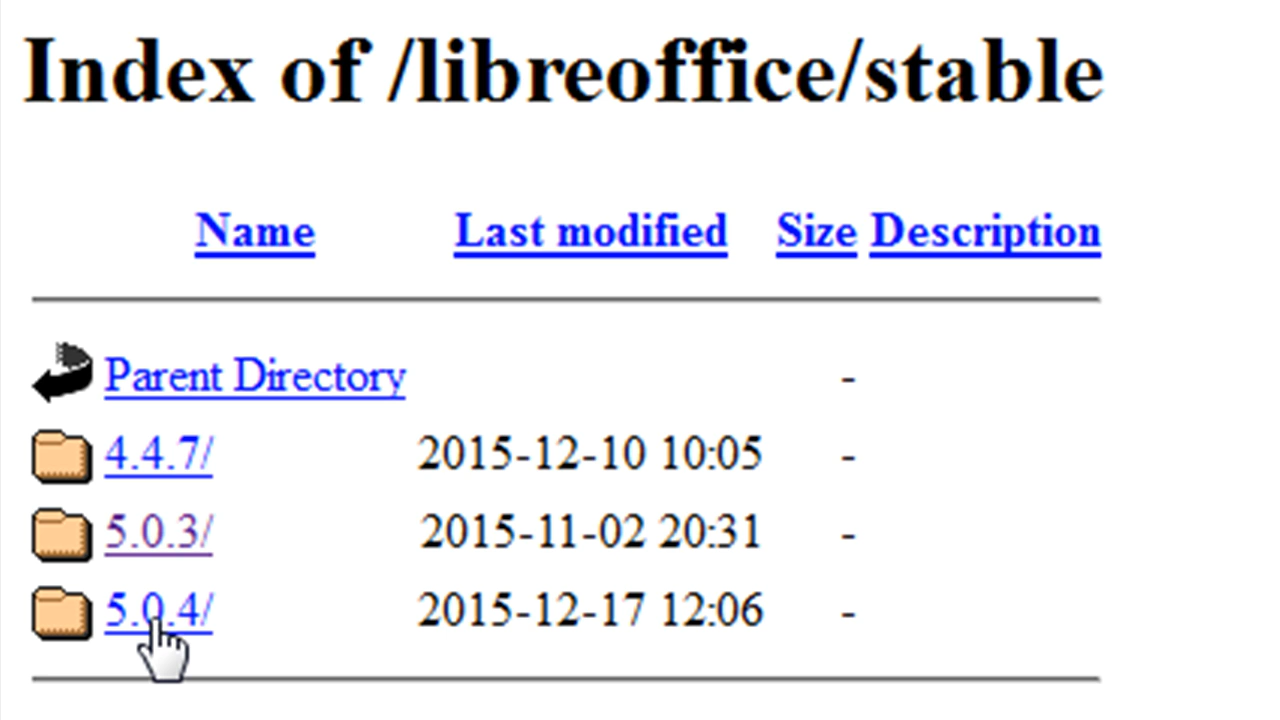 Index of /libreoffice/stable
Name Last modified Size Description
Parent Directory -
4.4.7/ 2015-12-10 10:05 -
5.0.3/ 2015-11-02 20:31 -
5.0.4/ 2015-12-17 12:06 -